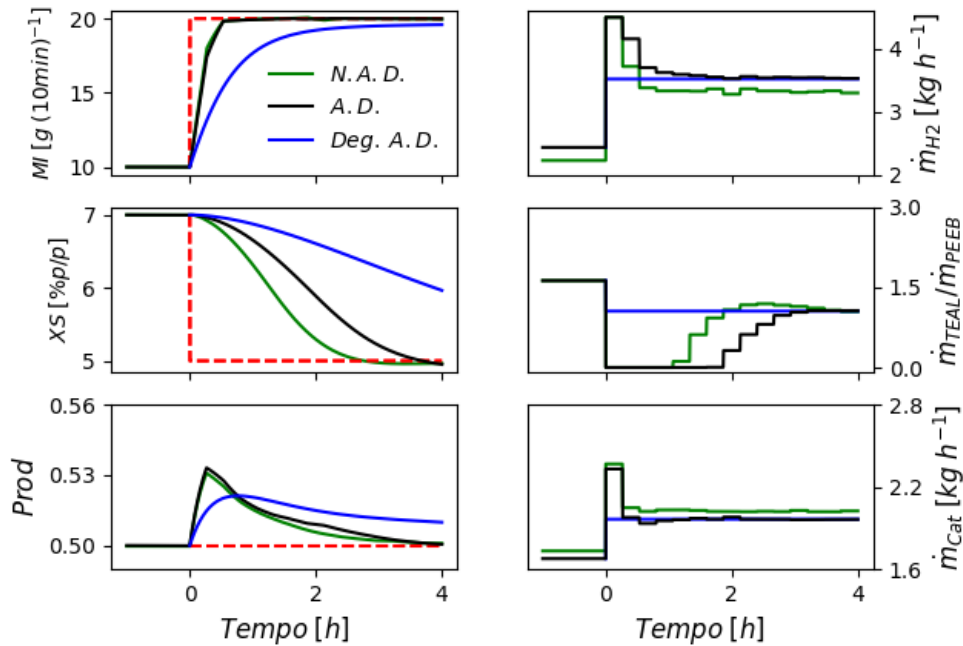 MI [g (10min)⁻¹]
20
15
10
N.A.D.
A.D.
Deg. A.D.
4
3
2
ṁ_H2 [kg h⁻¹]
XS [%p/p]
7
6
5
3.0
1.5
0.0
ṁ_TEAL/ṁ_PEEB
Prod
0.56
0.53
0.50
0 2 4
Tempo [h]
2.8
2.2
1.6
ṁ_Cat [kg h⁻¹]
0 2 4
Tempo [h]